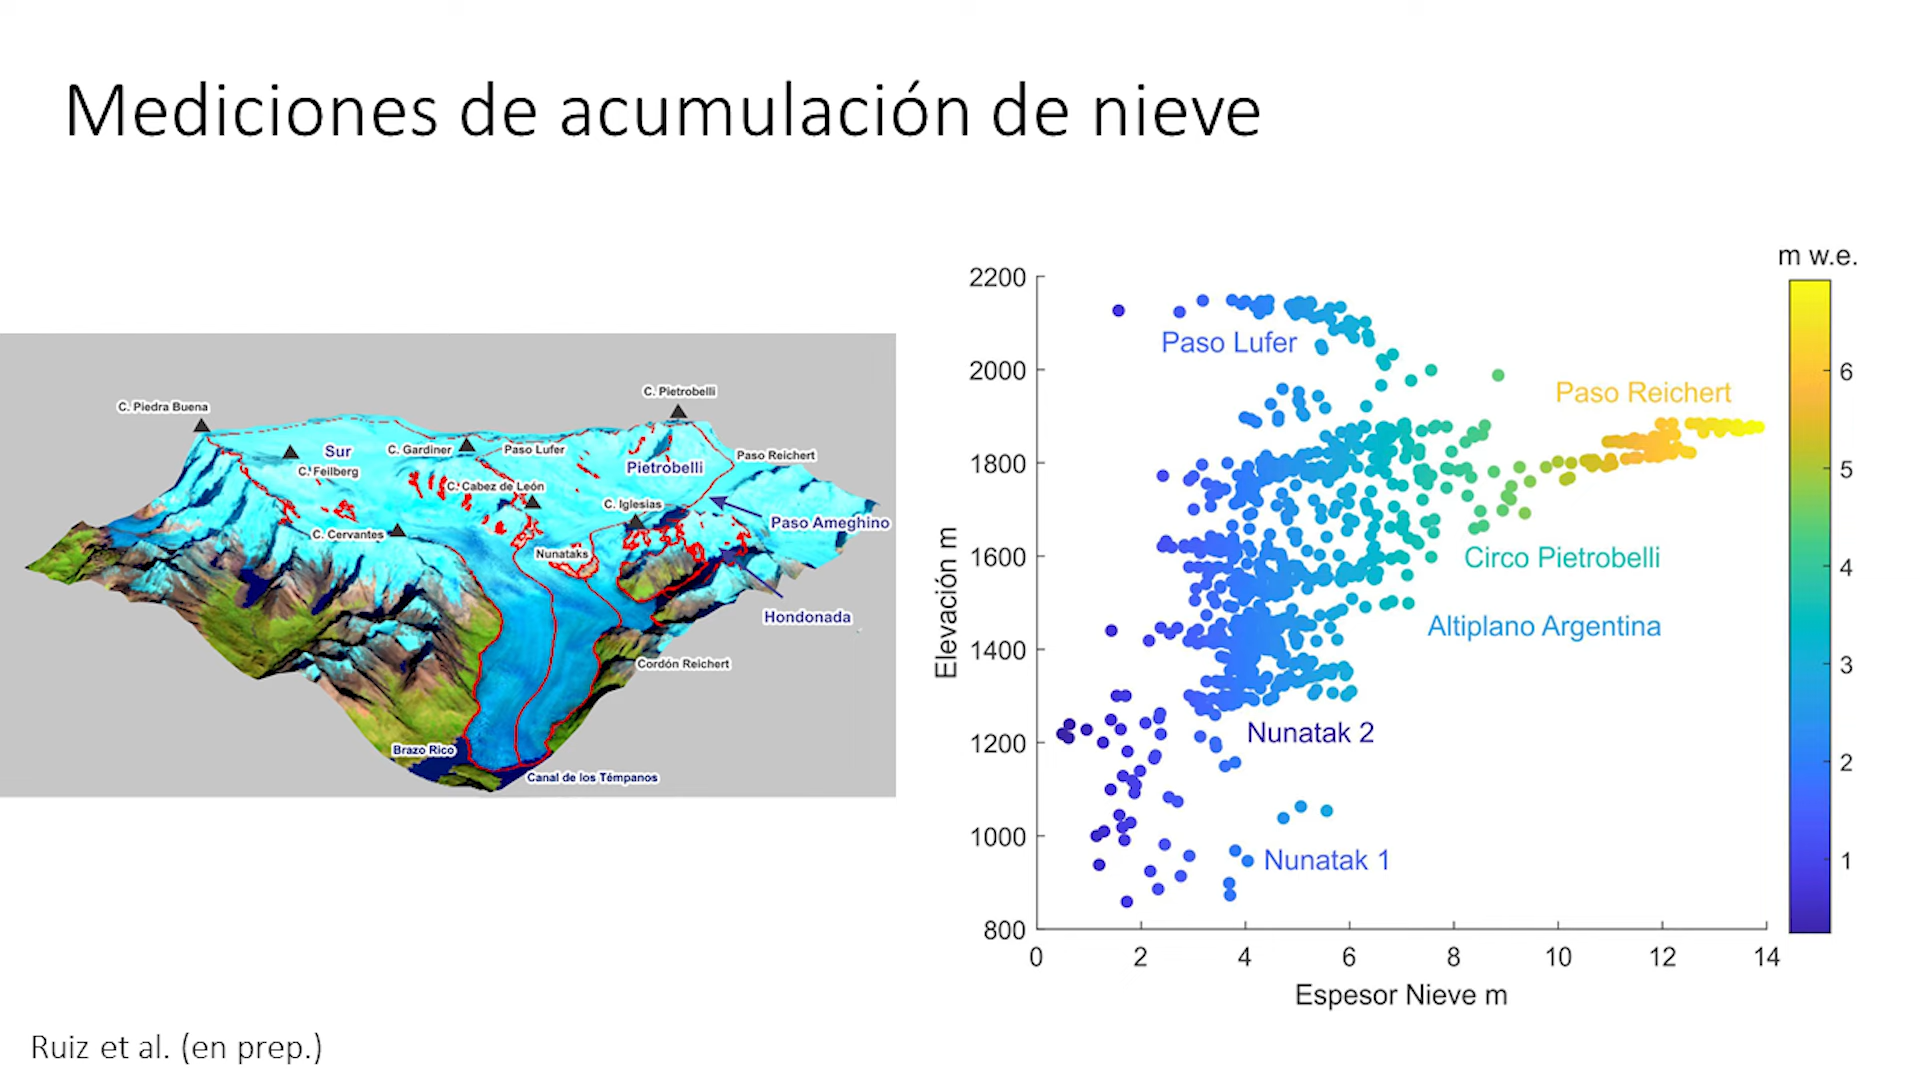 Mediciones de acumulación de nieve
C. Pietrobelli
C. Piedra Buena
Sur
C. Gardiner
Paso Lufer
Paso Reichert
C. Feilberg
Pietrobelli
C. Cabez de León
C. Iglesias
Paso Ameghino
C. Cervantes
Nunataks
Hondonada
Cordón Reichert
Brazo Rico
Canal de los Témpanos
m w.e.
2200
2000
1800
1600
1400
1200
1000
800
Elevación m
Paso Lufer
Paso Reichert
Circo Pietrobelli
Altiplano Argentina
Nunatak 2
Nunatak 1
6
5
4
3
2
1
0 2 4 6 8 10 12 14
Espesor Nieve m
Ruiz et al. (en prep.)